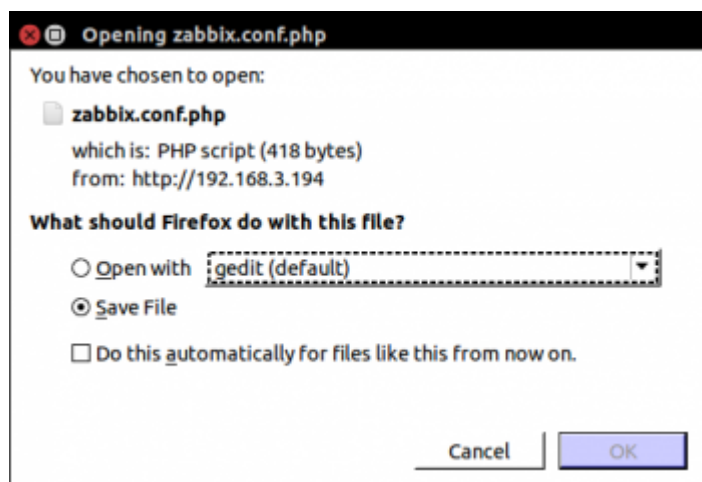 Opening zabbix.conf.php
You have chosen to open:
zabbix.conf.php
which is: PHP script (418 bytes)
from: http://192.168.3.194
What should Firefox do with this file?
Open with gedit (default)
Save File
Do this automatically for files like this from now on.
Cancel OK